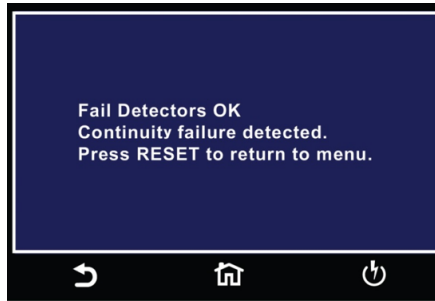 Fail Detectors OK
Continuity failure detected.
Press RESET to return to menu.